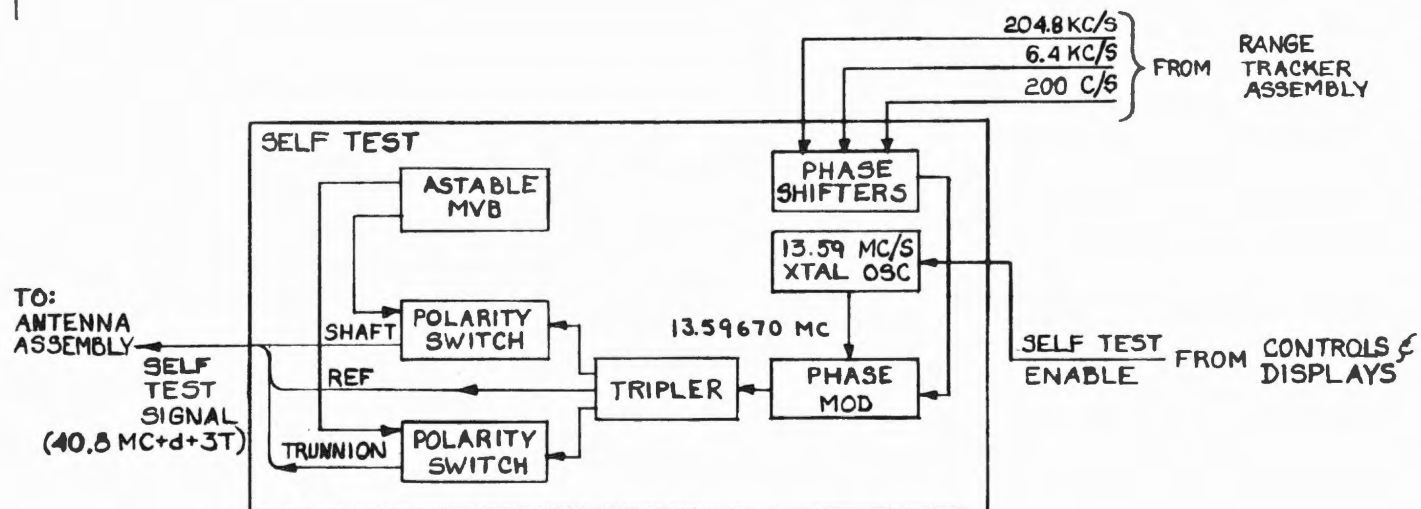 204.8 KC/S
6.4 KC/S
200 C/S
FROM
RANGE
TRACKER
ASSEMBLY
SELF TEST
ASTABLE
MVB
PHASE
SHIFTERS
13.59 MC/S
XTAL OSC
TO:
ANTENNA
ASSEMBLY
SHAFT
POLARITY
SWITCH
13.59670 MC
SELF TEST
ENABLE
FROM
CONTROLS &
DISPLAYS
SELF
TEST
SIGNAL
(40.8 MC+d+3T)
REF
TRIPLER
PHASE
MOD
TRUNNION
POLARITY
SWITCH